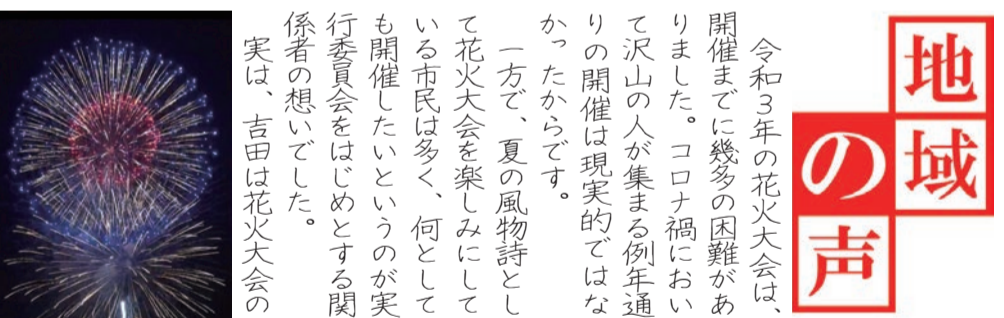 地域の声
令和3年の花火大会は、
開催までに幾多の困難があ
りました。コロナ禍におい
て沢山の人が集まる例年通
りの開催は現実的ではな
かったからです。
一方で、夏の風物詩とし
て花火大会を楽しみにして
いる市民は多く、何として
も開催したいというのが実
行委員会をはじめとする関
係者の想いでした。
実は、吉田は花火大会の